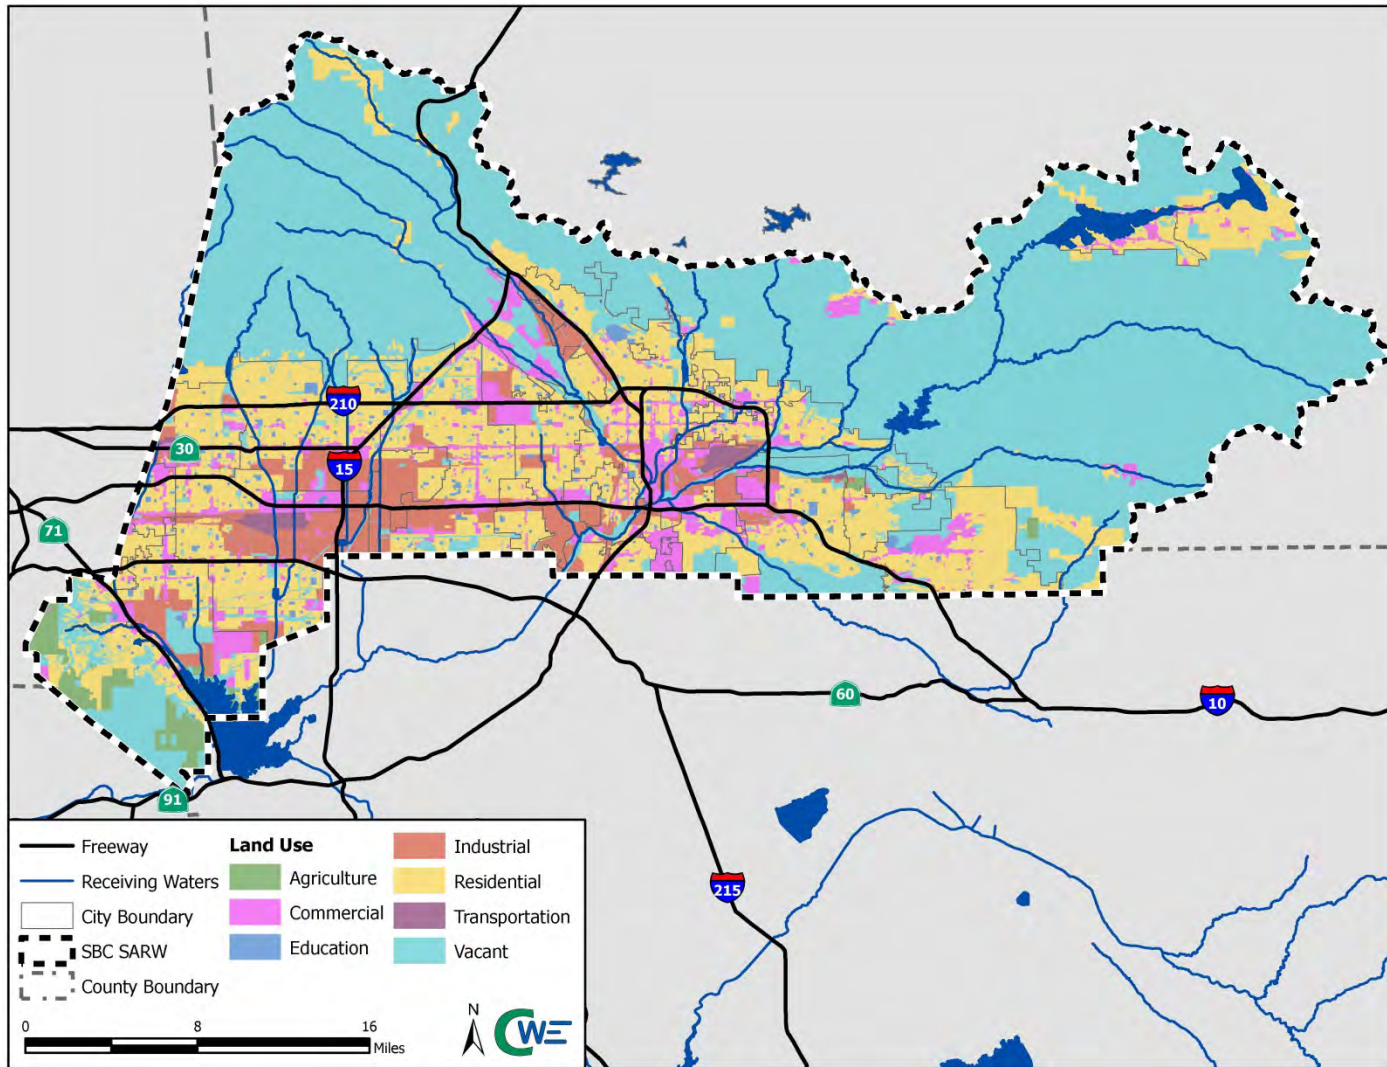 210
30
15
71
60
10
91
215
Freeway
Receiving Waters
City Boundary
SBC SARW
County Boundary
Land Use
Agriculture
Commercial
Education
Industrial
Residential
Transportation
Vacant
0 8 16
Miles
N
CWE